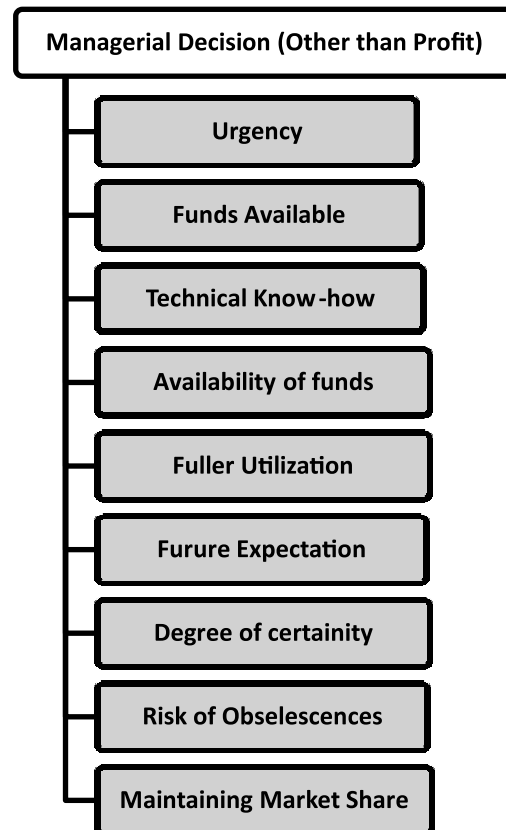 Managerial Decision (Other than Profit)
Urgency
Funds Available
Technical Know-how
Availability of funds
Fuller Utilization
Furure Expectation
Degree of certainity
Risk of Obselescences
Maintaining Market Share